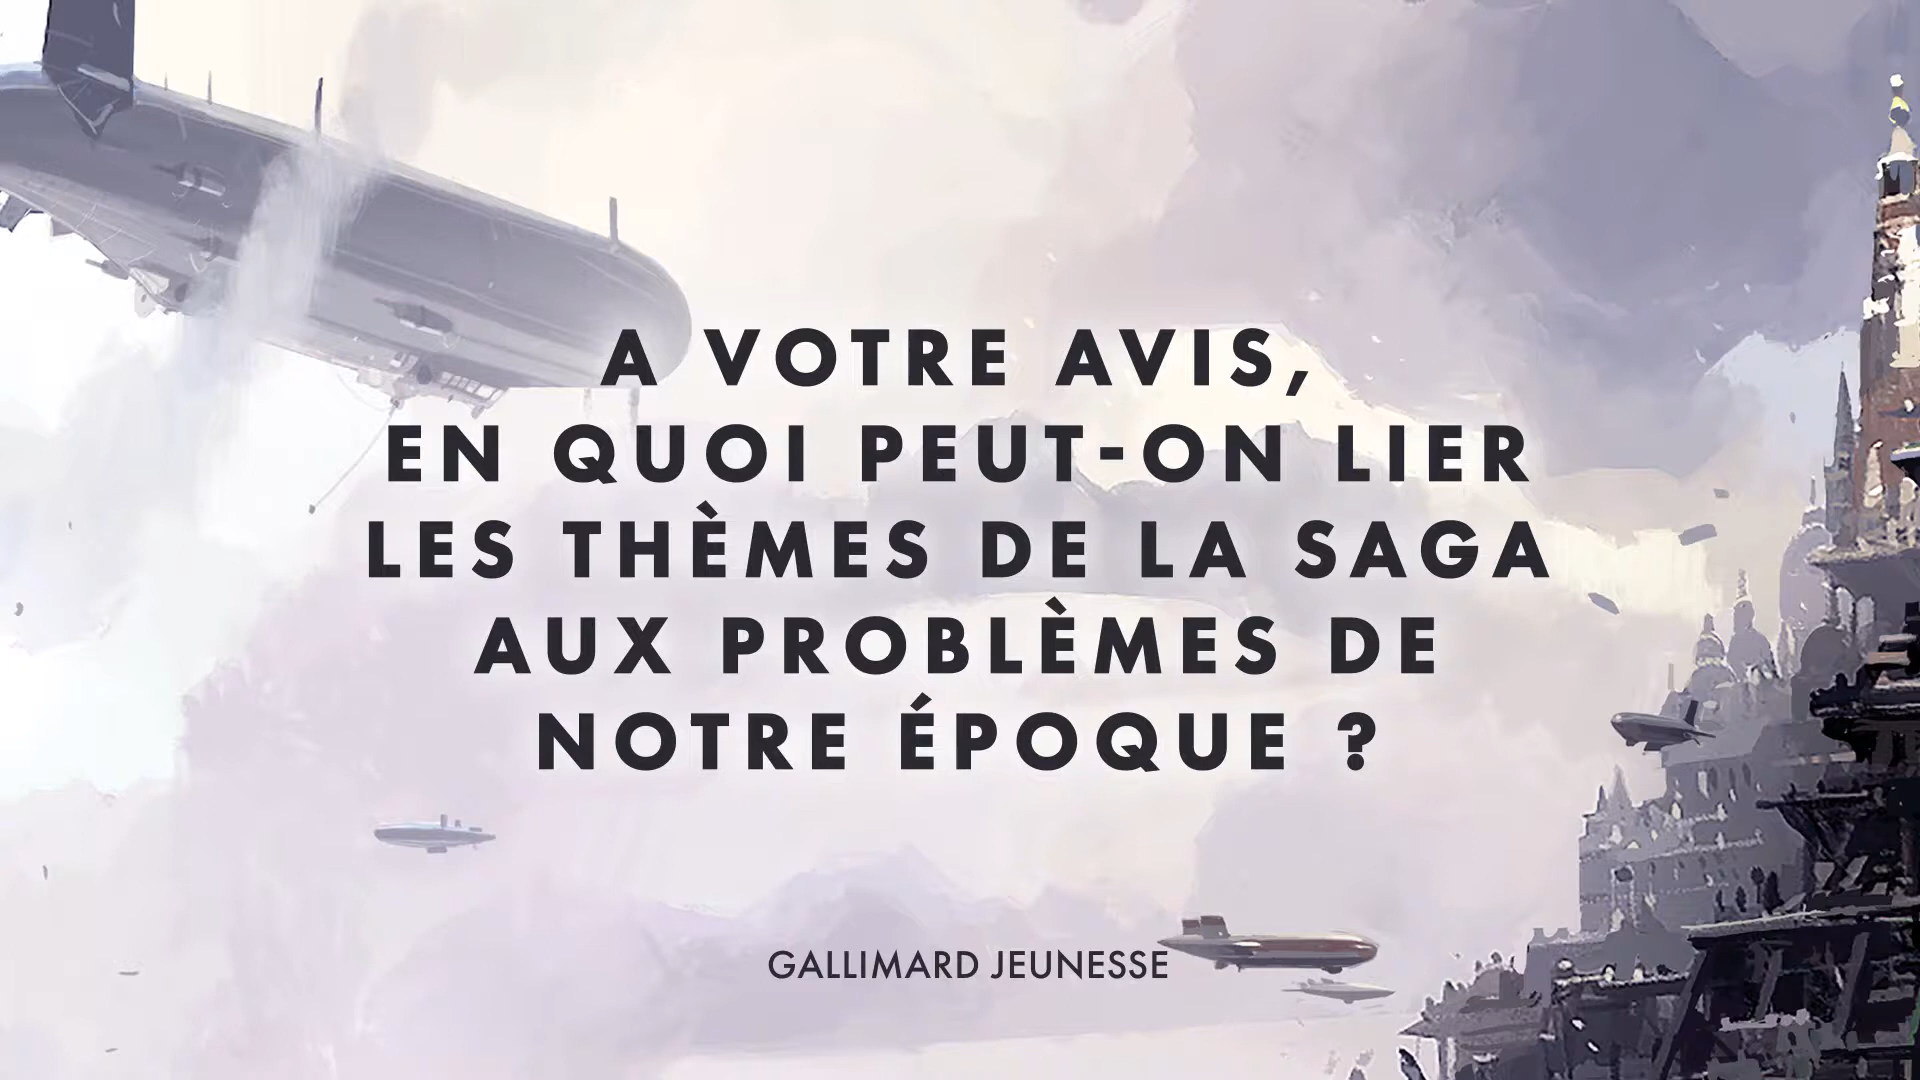 A VOTRE AVIS,
EN QUOI PEUT-ON LIER
LES THÈMES DE LA SAGA
AUX PROBLÈMES DE
NOTRE ÉPOQUE ?
GALLIMARD JEUNESSE